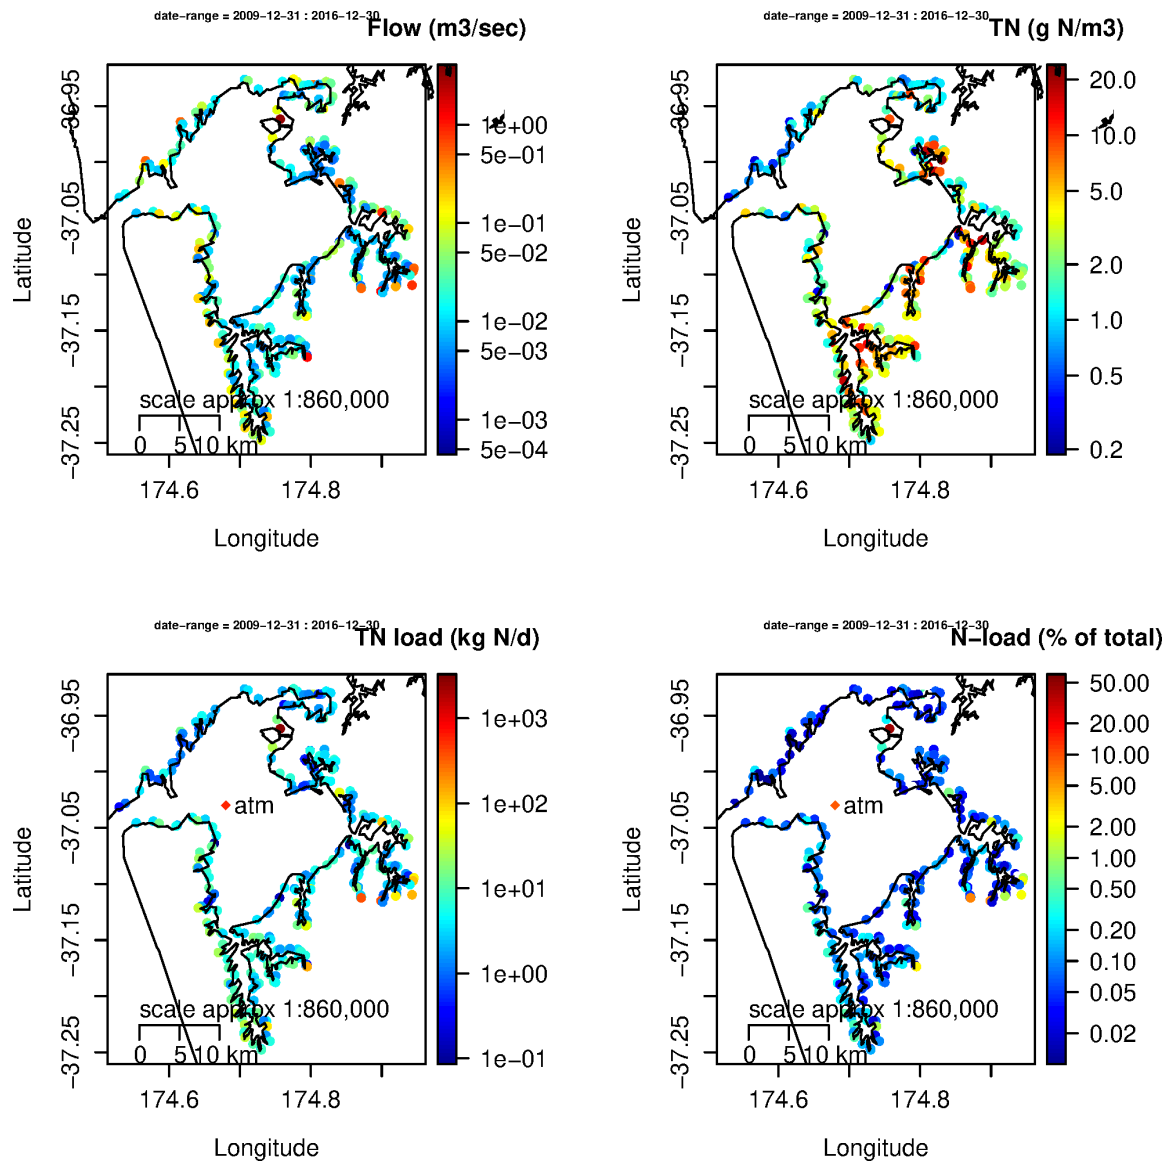 date−range = 2009−12−31 : 2016−12−30
Flow (m3/sec)
−36.95
−37.05
−37.15
−37.25
Latitude
174.6 174.8
Longitude
scale approx 1:860,000
0 5 10 km
1e+00
5e−01
1e−01
5e−02
1e−02
5e−03
1e−03
5e−04
date−range = 2009−12−31 : 2016−12−30
TN (g N/m3)
−36.95
−37.05
−37.15
−37.25
Latitude
174.6 174.8
Longitude
scale approx 1:860,000
0 5 10 km
20.0
10.0
5.0
2.0
1.0
0.5
0.2
date−range = 2009−12−31 : 2016−12−30
TN load (kg N/d)
−36.95
−37.05
−37.15
−37.25
Latitude
174.6 174.8
Longitude
atm
scale approx 1:860,000
0 5 10 km
1e+03
1e+02
1e+01
1e+00
1e−01
date−range = 2009−12−31 : 2016−12−30
N−load (% of total)
−36.95
−37.05
−37.15
−37.25
Latitude
174.6 174.8
Longitude
atm
scale approx 1:860,000
0 5 10 km
50.00
20.00
10.00
5.00
2.00
1.00
0.50
0.20
0.10
0.05
0.02